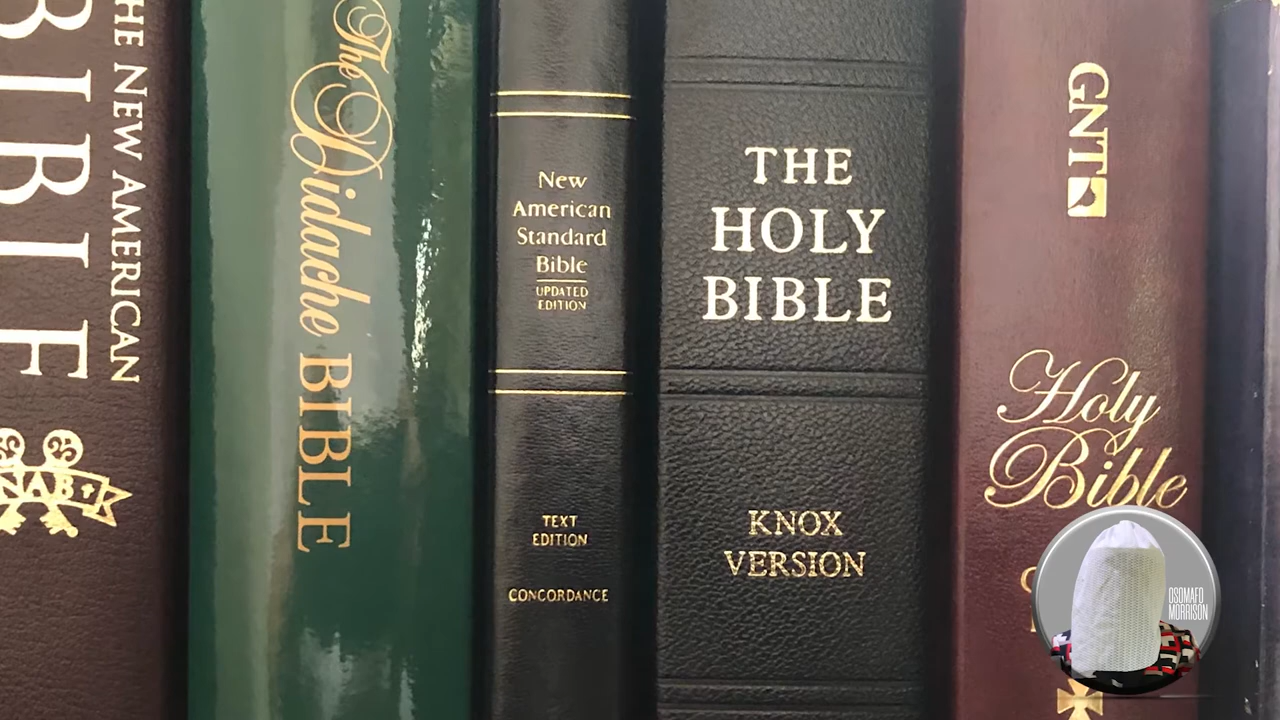 BIBLE
THE NEW AMERICAN
NAB
The Didache BIBLE
New
American
Standard
Bible
UPDATED
EDITION
TEXT
EDITION
CONCORDANCE
THE
HOLY
BIBLE
KNOX
VERSION
GNT
Holy
Bible
OSOMAFO
MORRISON